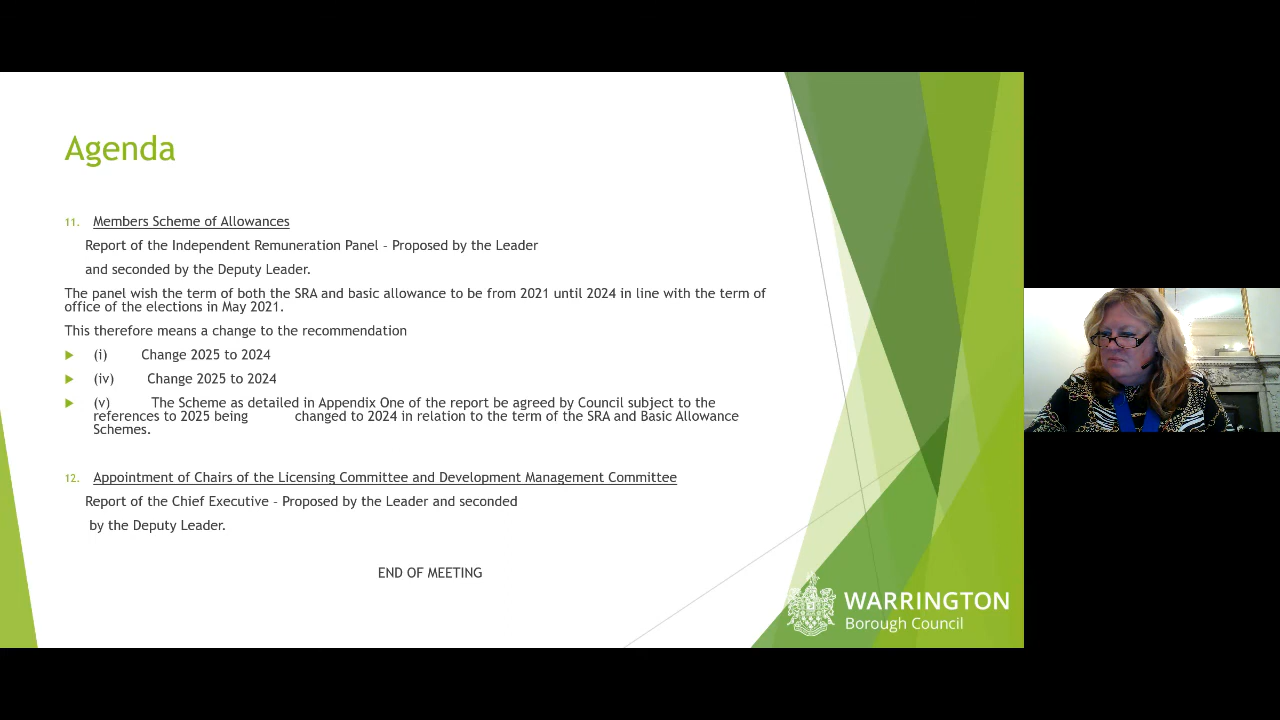 Agenda
11. Members Scheme of Allowances
Report of the Independent Remuneration Panel - Proposed by the Leader
and seconded by the Deputy Leader.
The panel wish the term of both the SRA and basic allowance to be from 2021 until 2024 in line with the term of
office of the elections in May 2021.
This therefore means a change to the recommendation
(i) Change 2025 to 2024
(iv) Change 2025 to 2024
(v) The Scheme as detailed in Appendix One of the report be agreed by Council subject to the
references to 2025 being changed to 2024 in relation to the term of the SRA and Basic Allowance
Schemes.
12. Appointment of Chairs of the Licensing Committee and Development Management Committee
Report of the Chief Executive – Proposed by the Leader and seconded
by the Deputy Leader.
END OF MEETING
WARRINGTON
Borough Council